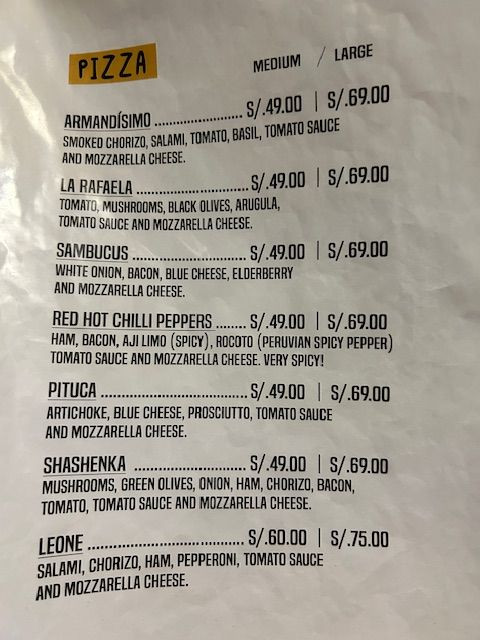 PIZZA MEDIUM / LARGE
ARMANDÍSIMO ...................... S/.49.00 | S/.69.00
SMOKED CHORIZO, SALAMI, TOMATO, BASIL, TOMATO SAUCE
AND MOZZARELLA CHEESE.
LA RAFAELA ......................... S/.49.00 | S/.69.00
TOMATO, MUSHROOMS, BLACK OLIVES, ARUGULA,
TOMATO SAUCE AND MOZZARELLA CHEESE.
SAMBUCUS ......................... S/.49.00 | S/.69.00
WHITE ONION, BACON, BLUE CHEESE, ELDERBERRY
AND MOZZARELLA CHEESE.
RED HOT CHILLI PEPPERS ....... S/.49.00 | S/.69.00
HAM, BACON, AJI LIMO (SPICY), ROCOTO (PERUVIAN SPICY PEPPER)
TOMATO SAUCE AND MOZZARELLA CHEESE. VERY SPICY!
PITUCA ................................ S/.49.00 | S/.69.00
ARTICHOKE, BLUE CHEESE, PROSCIUTTO, TOMATO SAUCE
AND MOZZARELLA CHEESE.
SHASHENKA ........................ S/.49.00 | S/.69.00
MUSHROOMS, GREEN OLIVES, ONION, HAM, CHORIZO, BACON,
TOMATO, TOMATO SAUCE AND MOZZARELLA CHEESE.
LEONE .................................. S/.60.00 | S/.75.00
SALAMI, CHORIZO, HAM, PEPPERONI, TOMATO SAUCE
AND MOZZARELLA CHEESE.